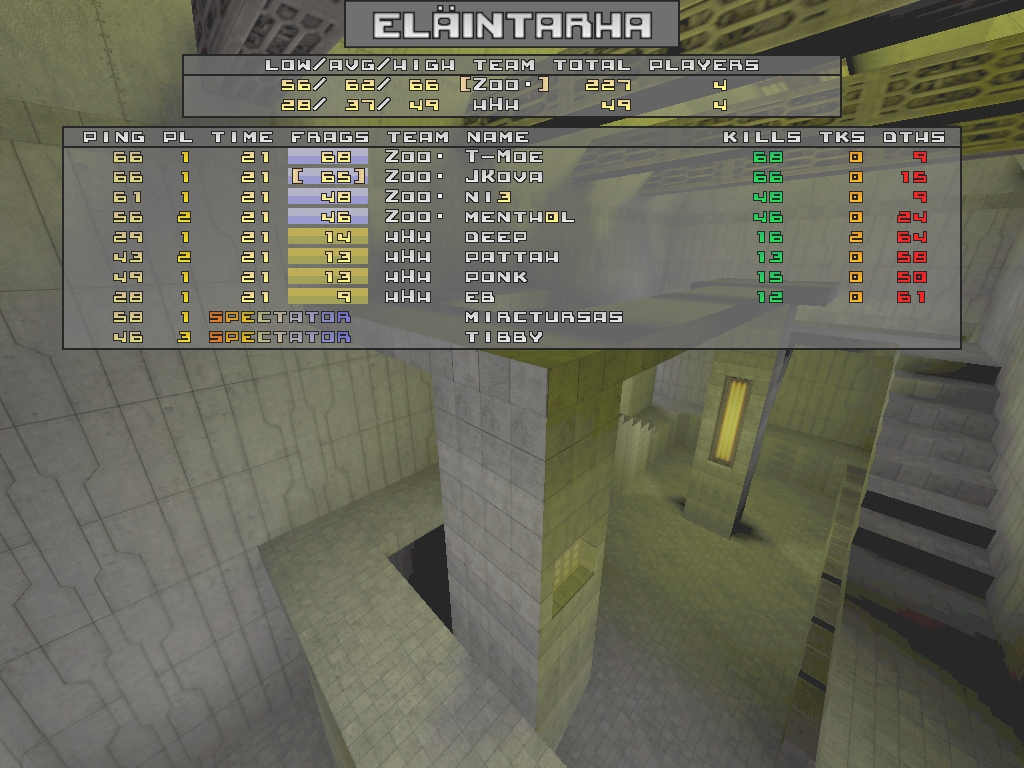 ELÄINTARHA
LOW/AVG/HIGH TEAM TOTAL PLAYERS
56/ 62/ 66 [ZOO·] 227 4
28/ 37/ 49 WHW 49 4
PING PL TIME FRAGS TEAM NAME KILLS TKS DTHS
66 1 21 68 ZOO· T-MOE 68 0 9
66 1 21 [ 65] ZOO· JKOVA 66 0 15
61 1 21 48 ZOO· NI3 48 0 9
56 2 21 46 ZOO· MENTHOL 46 0 24
29 1 21 14 WHW DEEP 16 2 64
43 2 21 13 WHW PATTAH 13 0 58
49 1 21 13 WHW PONK 15 0 50
28 1 21 9 WHW EB 12 0 61
58 1 SPECTATOR MIRCTURSAS
46 3 SPECTATOR TIBBY